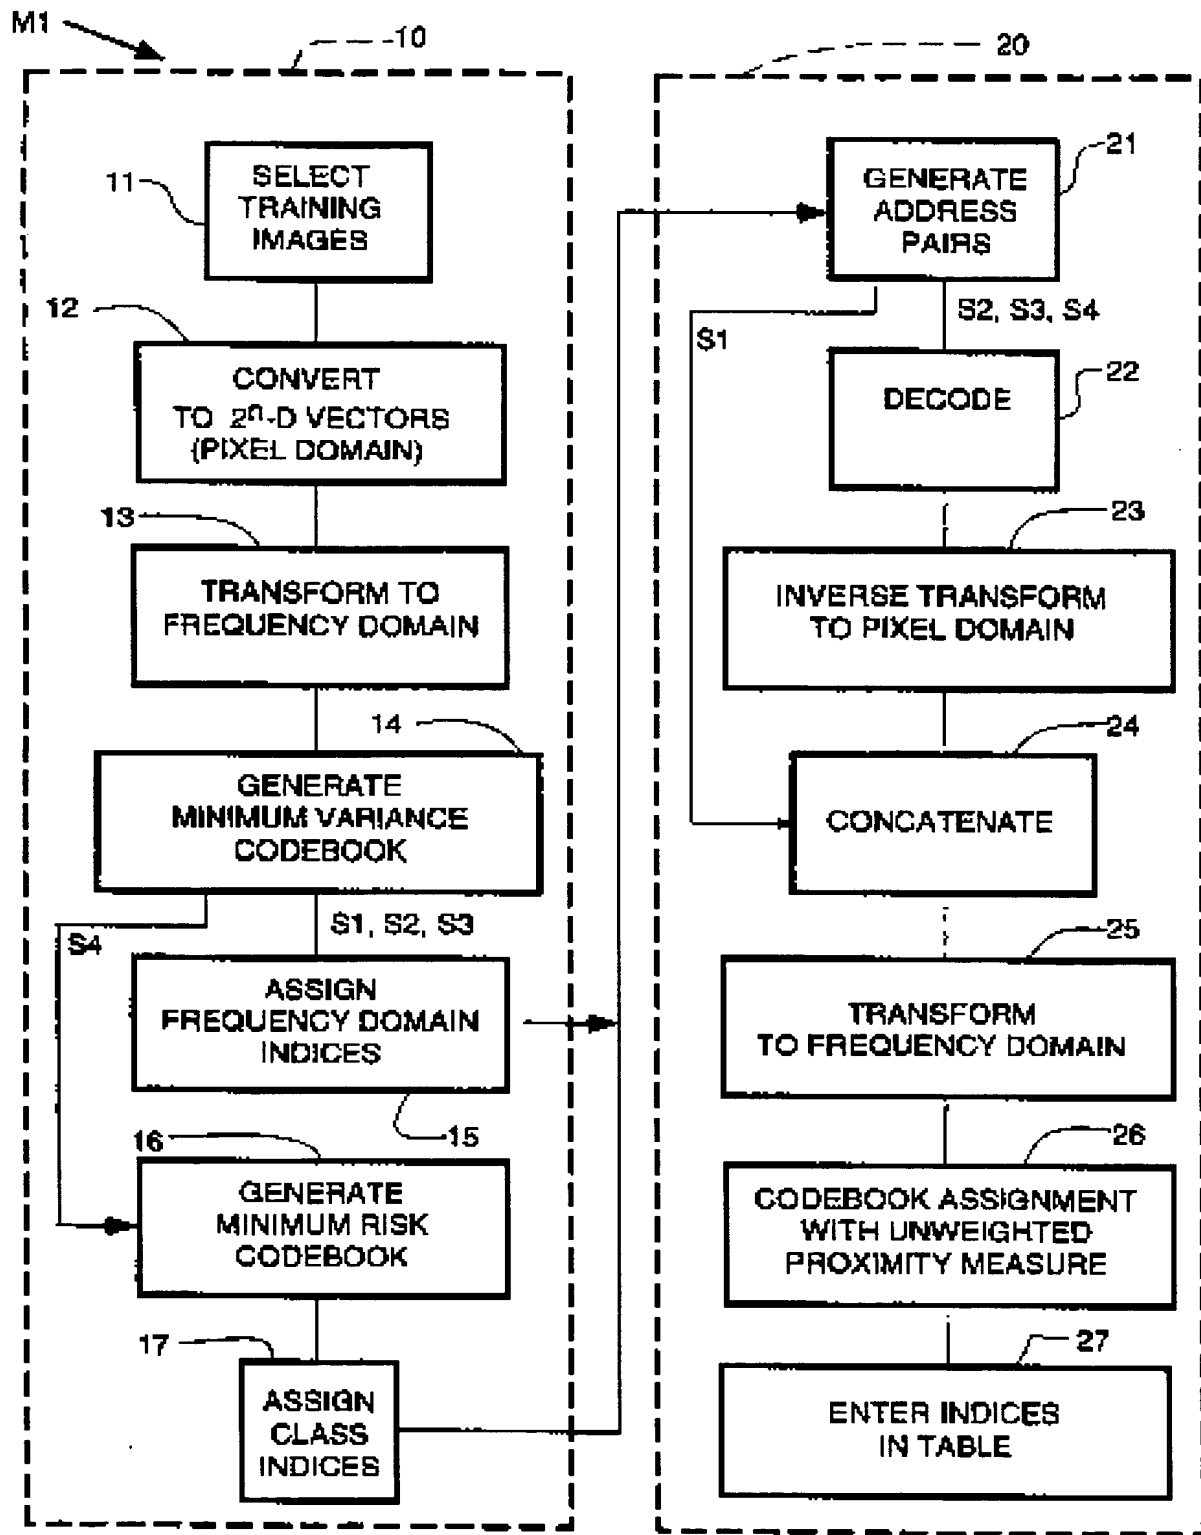 M1
10
11
SELECT
TRAINING
IMAGES
12
CONVERT
TO 2ⁿ-D VECTORS
(PIXEL DOMAIN)
13
TRANSFORM TO
FREQUENCY DOMAIN
14
GENERATE
MINIMUM VARIANCE
CODEBOOK
S4
S1, S2, S3
ASSIGN
FREQUENCY DOMAIN
INDICES
15
16
GENERATE
MINIMUM RISK
CODEBOOK
17
ASSIGN
CLASS
INDICES
20
21
GENERATE
ADDRESS
PAIRS
S1
S2, S3, S4
22
DECODE
23
INVERSE TRANSFORM
TO PIXEL DOMAIN
24
CONCATENATE
25
TRANSFORM
TO FREQUENCY DOMAIN
26
CODEBOOK ASSIGNMENT
WITH UNWEIGHTED
PROXIMITY MEASURE
27
ENTER INDICES
IN TABLE